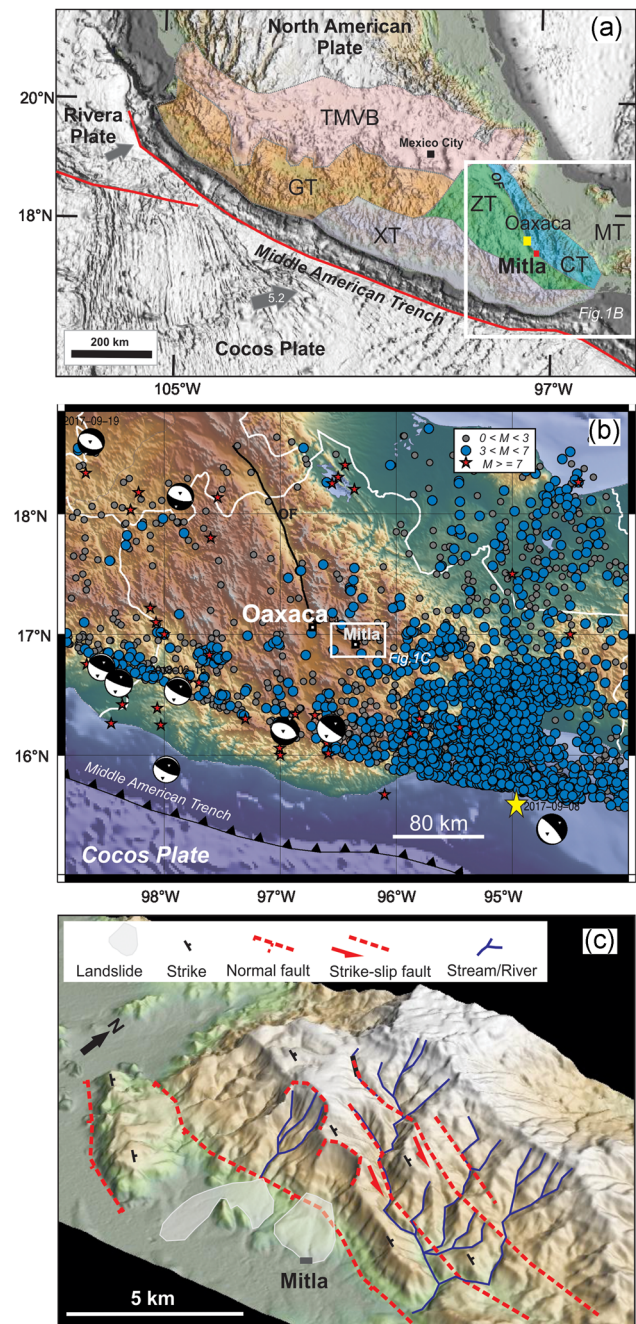 (a)
North American
Plate
20°N
Rivera
Plate
TMVB
Mexico City
GT
OF
18°N
ZT
MT
Oaxaca
XT
Mitla
CT
Middle American Trench
5.2
Fig.1B
200 km
Cocos Plate
105°W
97°N
2017-09-19
(b)
0 < M < 3
3 < M < 7
M >= 7
18°N
OF
Oaxaca
17°N
Mitla
Fig.1C
16°N
Middle American
Trench
2017-09-08
80 km
Cocos Plate
98°W
97°W
96°W
95°W
(c)
Landslide
Strike
Normal fault
Strike-slip fault
Stream/River
N
Mitla
5 km